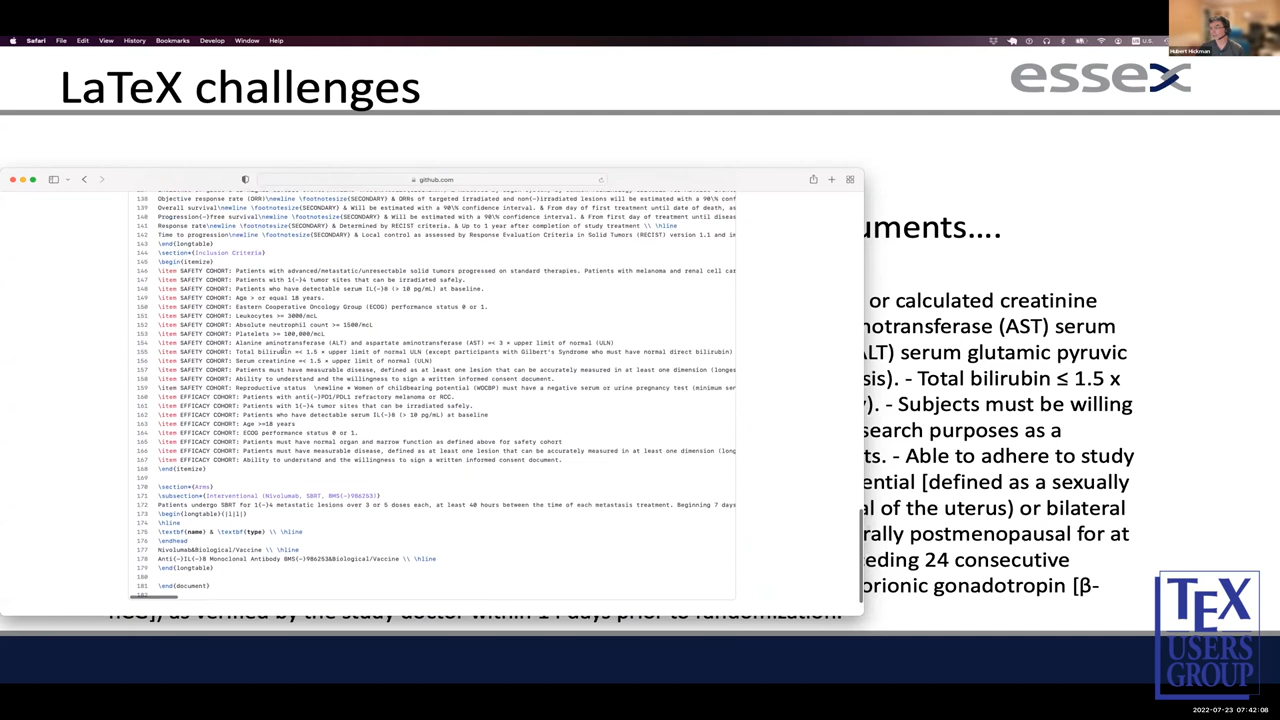 Safari File Edit View History Bookmarks Develop Window Help
U.S.
Hubert Hickman
LaTeX challenges
essex
github.com
138 Objective response rate (ORR)\newline \footnotesize{SECONDARY} & ORRs of targeted irradiated and non{-}irradiated lesions will be estimated with a 90\% conf
139 Overall survival\newline \footnotesize{SECONDARY} & Will be estimated with a 90\% confidence interval. & From first of treatment until date of death, as
140 Progression{-}free survival\newline \footnotesize{SECONDARY} & Will be estimated with a 90\% confidence interval. & From day of first treatment until diseas
141 Response rate\newline \footnotesize{SECONDARY} & Determined by RECIST criteria. & Up to 1 year after completion of study treatment \\ \hline
142 Time to progression\newline \footnotesize{SECONDARY} & Local control as assessed by Response Evaluation Criteria in Solid Tumors (RECIST) version 1.1 and im
143 \end{longtable}
144 \section*{Inclusion Criteria}
145 \begin{itemize}
146 \item SAFETY COHORT: Patients with advanced/metastatic/unresectable solid tumors progressed on standard therapies. Patients with melanoma and renal cell car
147 \item SAFETY COHORT: Patients with 1{-}4 tumor sites that can be irradiated safely.
148 \item SAFETY COHORT: Patients who have detectable serum IL{-}8 (> 10 pg/mL) at baseline.
149 \item SAFETY COHORT: Age > or equal 18 years.
150 \item SAFETY COHORT: Eastern Cooperative Oncology Group (ECOG) performance status 0 or 1.
151 \item SAFETY COHORT: Leukocytes >= 3000/mcL
152 \item SAFETY COHORT: Absolute neutrophil count >= 1500/mcL
153 \item SAFETY COHORT: Platelets >= 100,000/mcL
154 \item SAFETY COHORT: Alanine aminotransferase (ALT) and aspartate aminotransferase (AST) =< 3 × upper limit of normal (ULN)
155 \item SAFETY COHORT: Total bilirubin =< 1.5 × upper limit of normal ULN (except participants with Gilbert's Syndrome who must have normal direct bilirubin)
156 \item SAFETY COHORT: Serum creatinine =< 1.5 × upper limit of normal (ULN)
157 \item SAFETY COHORT: Patients must have measurable disease, defined as at least one lesion that can be accurately measured in at least one dimension (longes
158 \item SAFETY COHORT: Ability to understand and the willingness to sign a written informed consent document.
159 \item SAFETY COHORT: Reproductive status \newline * Women of childbearing potential (WOCBP) must have a negative serum or urine pregnancy test (minimum sen
160 \item EFFICACY COHORT: Patients with anti{-}PD1/PDL1 refractory melanoma or RCC.
161 \item EFFICACY COHORT: Patients with 1{-}4 tumor sites that can be irradiated safely.
162 \item EFFICACY COHORT: Patients who have detectable serum IL{-}8 (> 10 pg/mL) at baseline
163 \item EFFICACY COHORT: Age >=18 years
164 \item EFFICACY COHORT: ECOG performance status 0 or 1.
165 \item EFFICACY COHORT: Patients must have normal organ and marrow function as defined above for safety cohort
166 \item EFFICACY COHORT: Patients must have measurable disease, defined as at least one lesion that can be accurately measured in at least one dimension (long
167 \item EFFICACY COHORT: Ability to understand and the willingness to sign a written informed consent document.
168 \end{itemize}
169
170 \section*{Arms}
171 \subsection*{Interventional (Nivolumab, SBRT, BMS{-}986253)}
172 Patients undergo SBRT for 1{-}4 metastatic lesions over 3 or 5 doses each, at least 40 hours between the time of each metastasis treatment. Beginning 7 days
173 \begin{longtable}{|l|l|}
174 \hline
175 \textbf{name} & \textbf{type} \\ \hline
176 \endhead
177 Nivolumab&Biological/Vaccine \\ \hline
178 Anti{-}IL{-}8 Monoclonal Antibody BMS{-}986253&Biological/Vaccine \\ \hline
179 \end{longtable}
180
181 \end{document}
182
uments….
or calculated creatinine
notransferase (AST) serum
ALT) serum glutamic pyruvic
sis). - Total bilirubin ≤ 1.5 x
y). - Subjects must be willing
search purposes as a
ts. - Able to adhere to study
ential [defined as a sexually
al of the uterus) or bilateral
rally postmenopausal for at
eding 24 consecutive
orionic gonadotropin [β-
HCG]), as verified by the study doctor within 14 days prior to randomization.
TEX
USERS
GROUP
2022-07-23 07:42:08